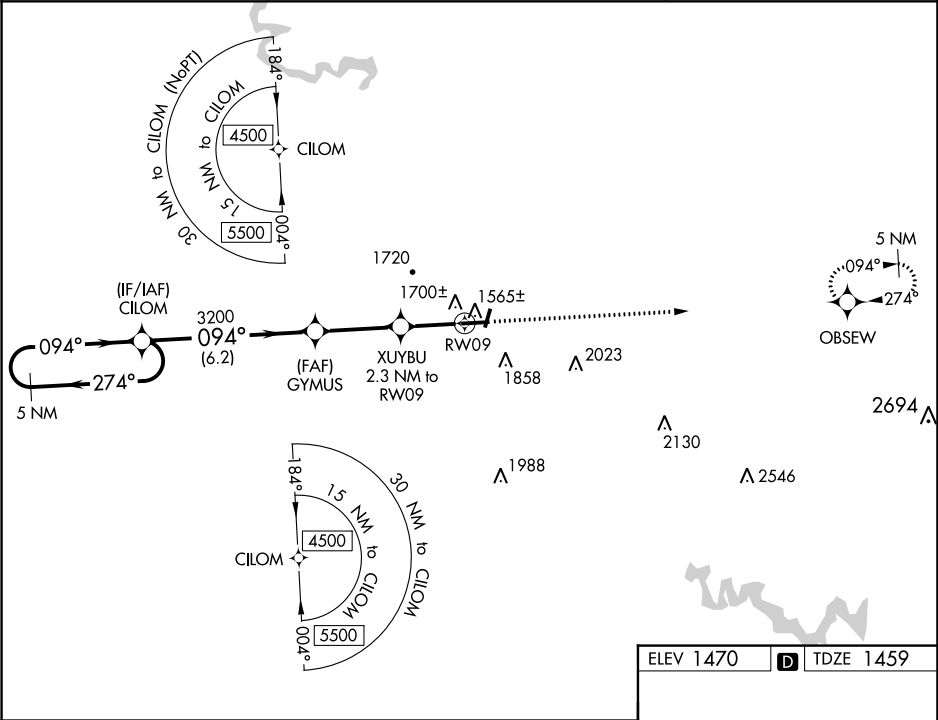 184°
30 NM to CILOM (NoPT)
15 NM to CILOM
4500
CILOM
5500
004°
1720
1700±
1565±
5 NM
094°
274°
OBSEW
(IF/IAF)
CILOM
3200
094°
(6.2)
094°
274°
5 NM
(FAF)
GYMUS
XUYBU
2.3 NM to
RW09
RW09
1858
2023
2694
2130
1988
2546
184°
15 NM to CILOM
30 NM to CILOM
4500
CILOM
5500
004°
ELEV 1470 D TDZE 1459